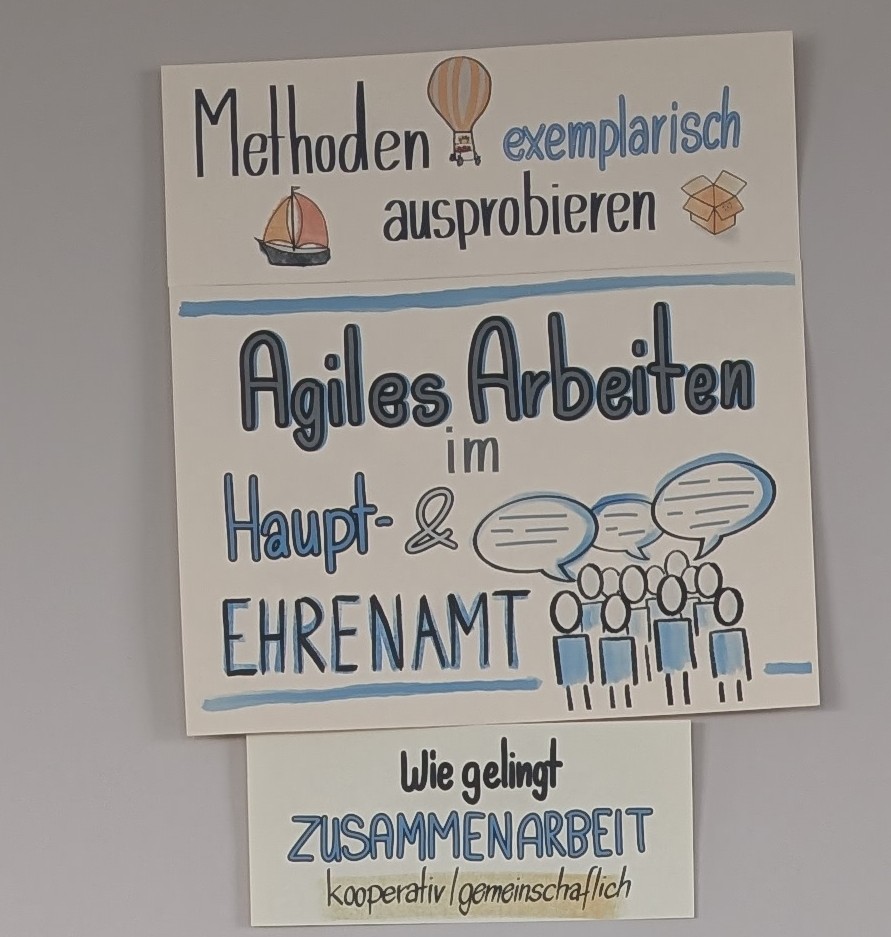 Methoden exemplarisch
ausprobieren
Agiles Arbeiten
im
Haupt- &
EHRENAMT
Wie gelingt
ZUSAMMENARBEIT
kooperativ/gemeinschaflich